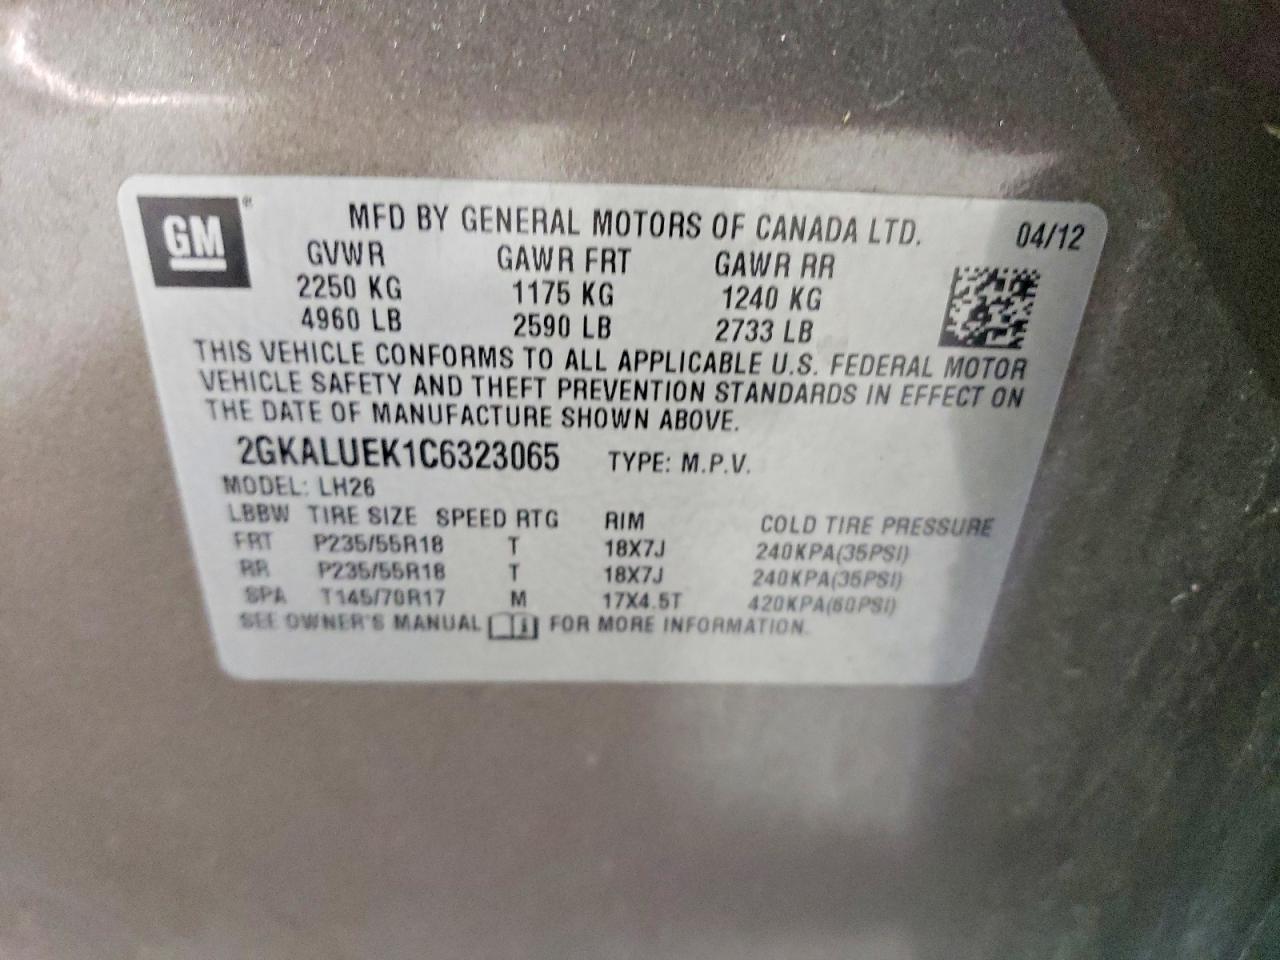 GM®
MFD BY GENERAL MOTORS OF CANADA LTD. 04/12
GVWR GAWR FRT GAWR RR
2250 KG 1175 KG 1240 KG
4960 LB 2590 LB 2733 LB
THIS VEHICLE CONFORMS TO ALL APPLICABLE U.S. FEDERAL MOTOR
VEHICLE SAFETY AND THEFT PREVENTION STANDARDS IN EFFECT ON
THE DATE OF MANUFACTURE SHOWN ABOVE.
2GKALUEK1C6323065 TYPE: M.P.V.
MODEL: LH26
LBBW TIRE SIZE SPEED RTG RIM COLD TIRE PRESSURE
FRT P235/55R18 T 18X7J 240KPA(35PSI)
RR P235/55R18 T 18X7J 240KPA(35PSI)
SPA T145/70R17 M 17X4.5T 420KPA(60PSI)
SEE OWNER'S MANUAL FOR MORE INFORMATION.